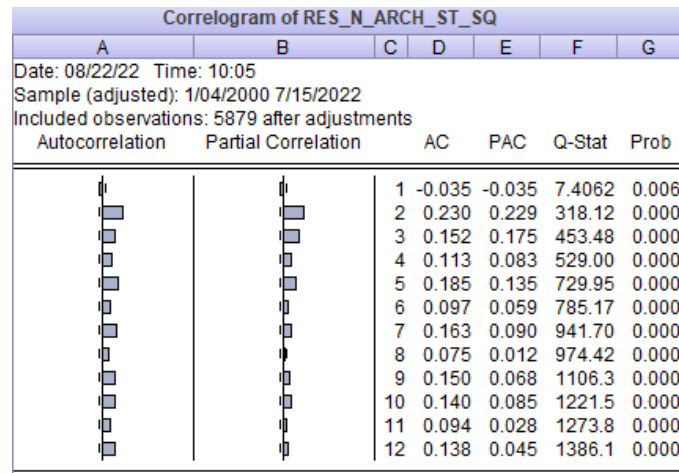 Correlogram of RES_N_ARCH_ST_SQ
A B C D E F G
Date: 08/22/22 Time: 10:05
Sample (adjusted): 1/04/2000 7/15/2022
Included observations: 5879 after adjustments
Autocorrelation Partial Correlation AC PAC Q-Stat Prob
1 -0.035 -0.035 7.4062 0.006
2 0.230 0.229 318.12 0.000
3 0.152 0.175 453.48 0.000
4 0.113 0.083 529.00 0.000
5 0.185 0.135 729.95 0.000
6 0.097 0.059 785.17 0.000
7 0.163 0.090 941.70 0.000
8 0.075 0.012 974.42 0.000
9 0.150 0.068 1106.3 0.000
10 0.140 0.085 1221.5 0.000
11 0.094 0.028 1273.8 0.000
12 0.138 0.045 1386.1 0.000